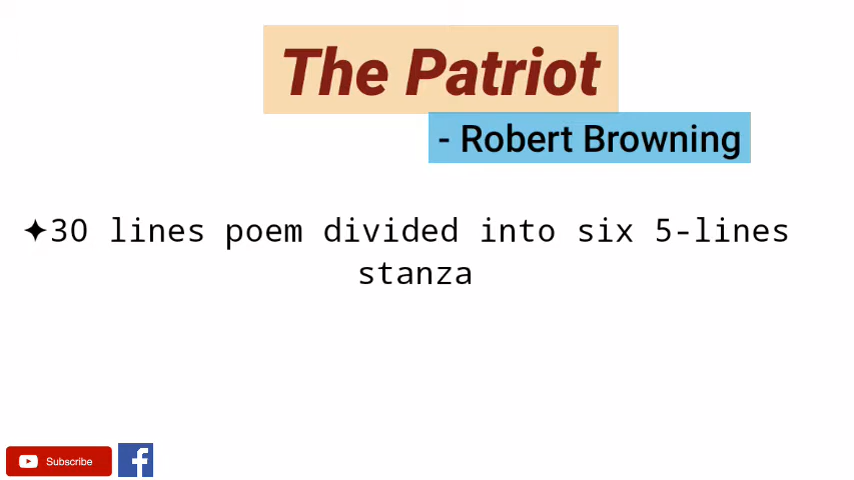 The Patriot
- Robert Browning
✦30 lines poem divided into six 5-lines
stanza
Subscribe